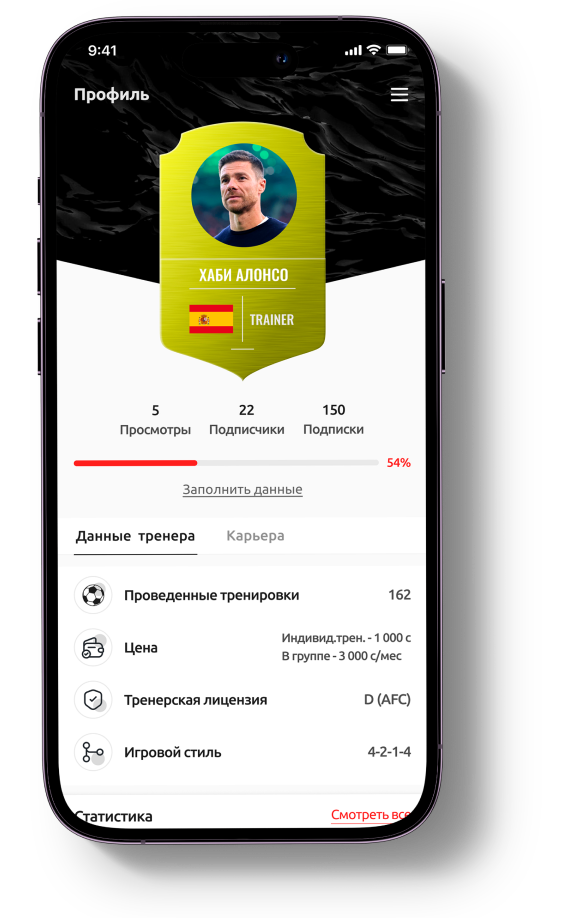 9:41
Профиль
ХАБИ АЛОНСО
TRAINER
5 22 150
Просмотры Подписчики Подписки
54%
Заполнить данные
Данные тренера Карьера
Проведенные тренировки 162
Цена
Индивид.трен. - 1 000 с
В группе - 3 000 с/мес
Тренерская лицензия D (AFC)
Игровой стиль 4-2-1-4
Статистика Смотреть все